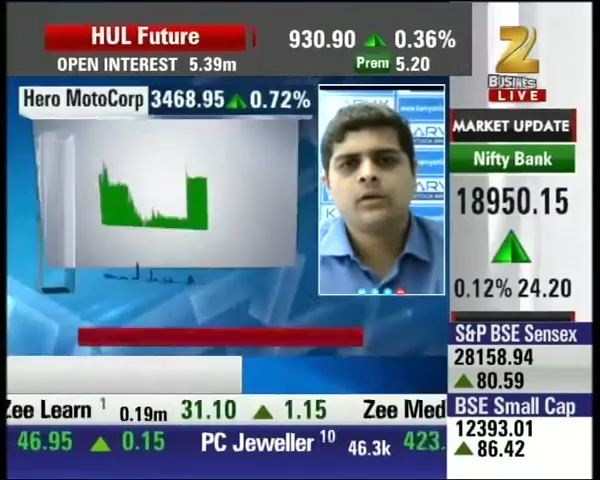 HUL Future
OPEN INTEREST 5.39m
930.90 0.36%
Prem 5.20
Z
BUSINESS
LIVE
Hero MotoCorp 3468.95 0.72%
MARKET UPDATE
Nifty Bank
18950.15
0.12% 24.20
S&P BSE Sensex
28158.94
80.59
BSE Small Cap
12393.01
86.42
Zee Learn 1 0.19m 31.10 1.15 Zee Med
46.95 0.15 PC Jeweller 10 46.3k 423.